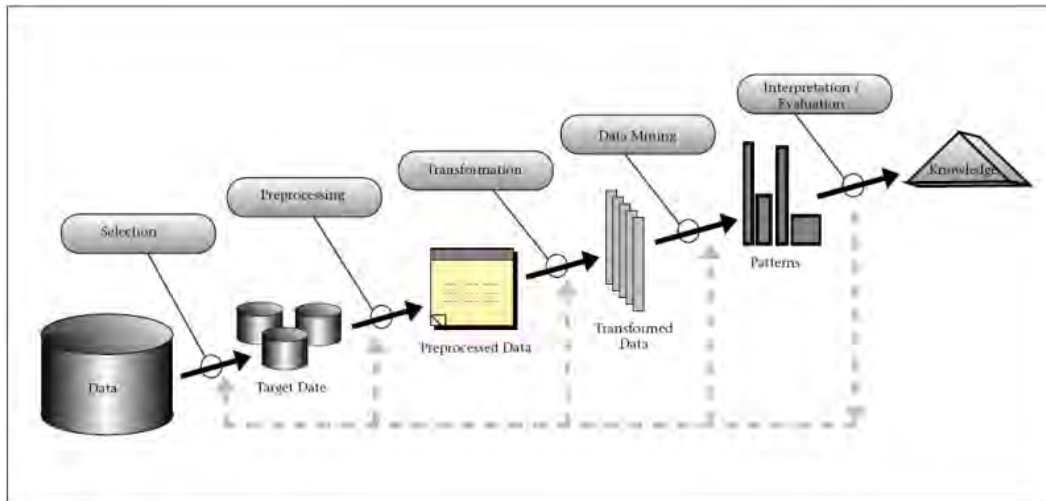 Interpretation /
Evaluation
Data Mining
Knowledge
Transformation
Preprocessing
Selection
Patterns
Transformed
Data
Preprocessed Data
Target Date
Data